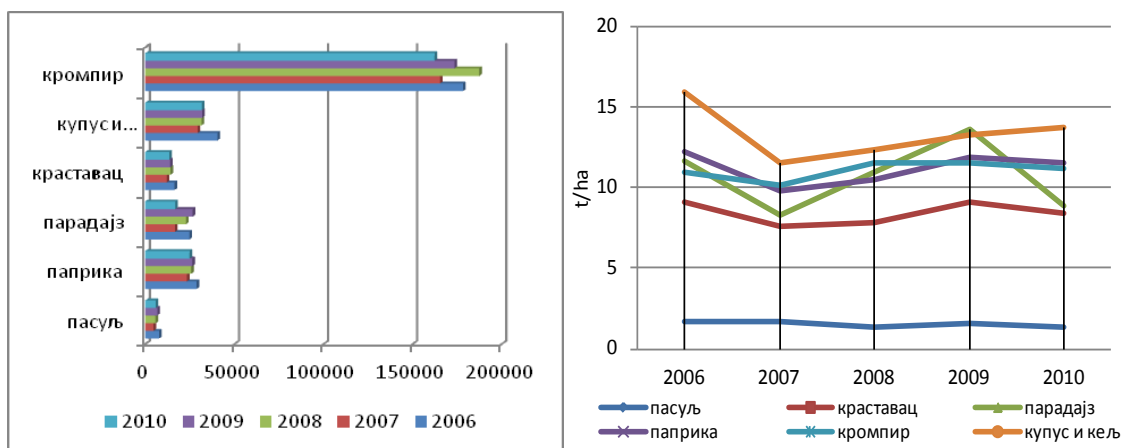 кромпир
купус и...
краставац
парадајз
паприка
пасуљ
0 50000 100000 150000 200000
2010 2009 2008 2007 2006
t/ha
20
15
10
5
0
2006 2007 2008 2009 2010
пасуљ краставац парадајз
паприка кромпир купус и кељ